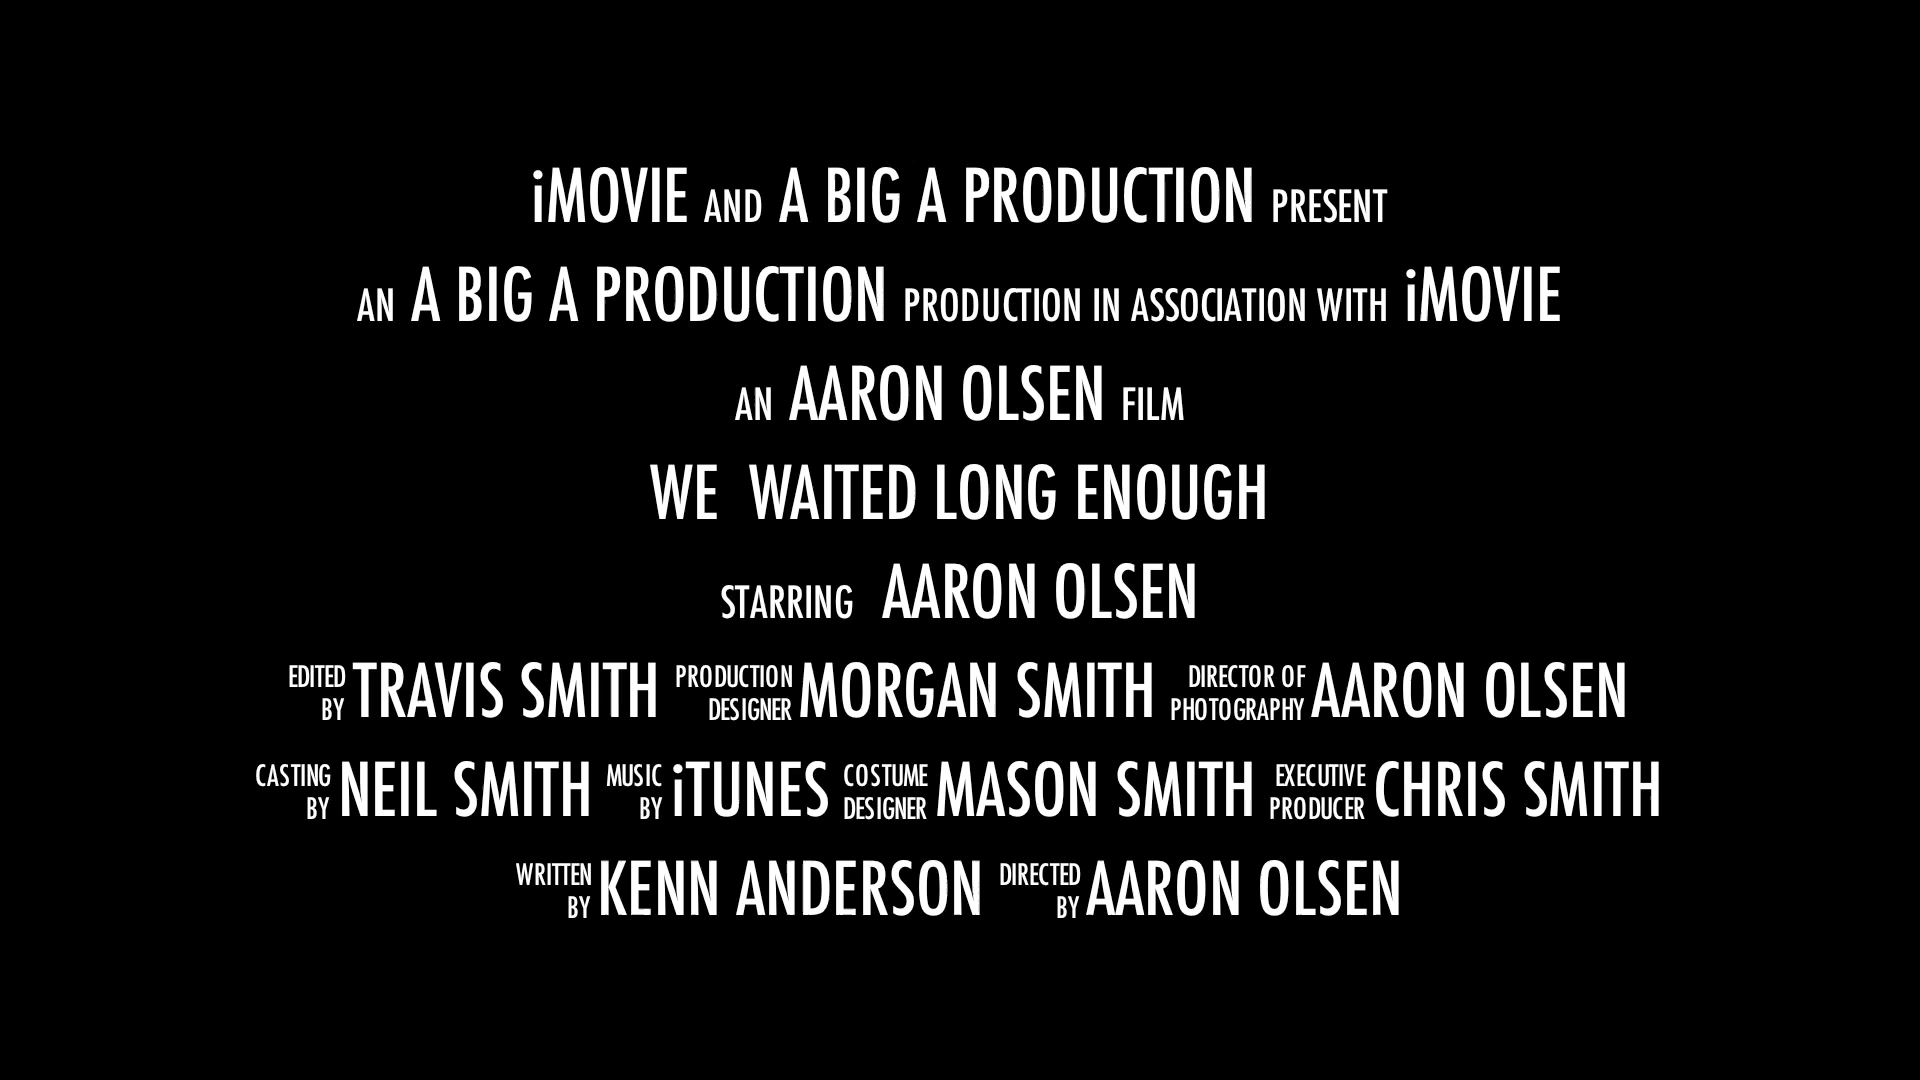 iMOVIE AND A BIG A PRODUCTION PRESENT
AN A BIG A PRODUCTION PRODUCTION IN ASSOCIATION WITH iMOVIE
AN AARON OLSEN FILM
WE  WAITED LONG ENOUGH
STARRING  AARON OLSEN
EDITED BY TRAVIS SMITH PRODUCTION DESIGNER MORGAN SMITH DIRECTOR OF PHOTOGRAPHY AARON OLSEN
CASTING BY NEIL SMITH MUSIC BY iTUNES COSTUME DESIGNER MASON SMITH EXECUTIVE PRODUCER CHRIS SMITH
WRITTEN BY KENN ANDERSON DIRECTED BY AARON OLSEN